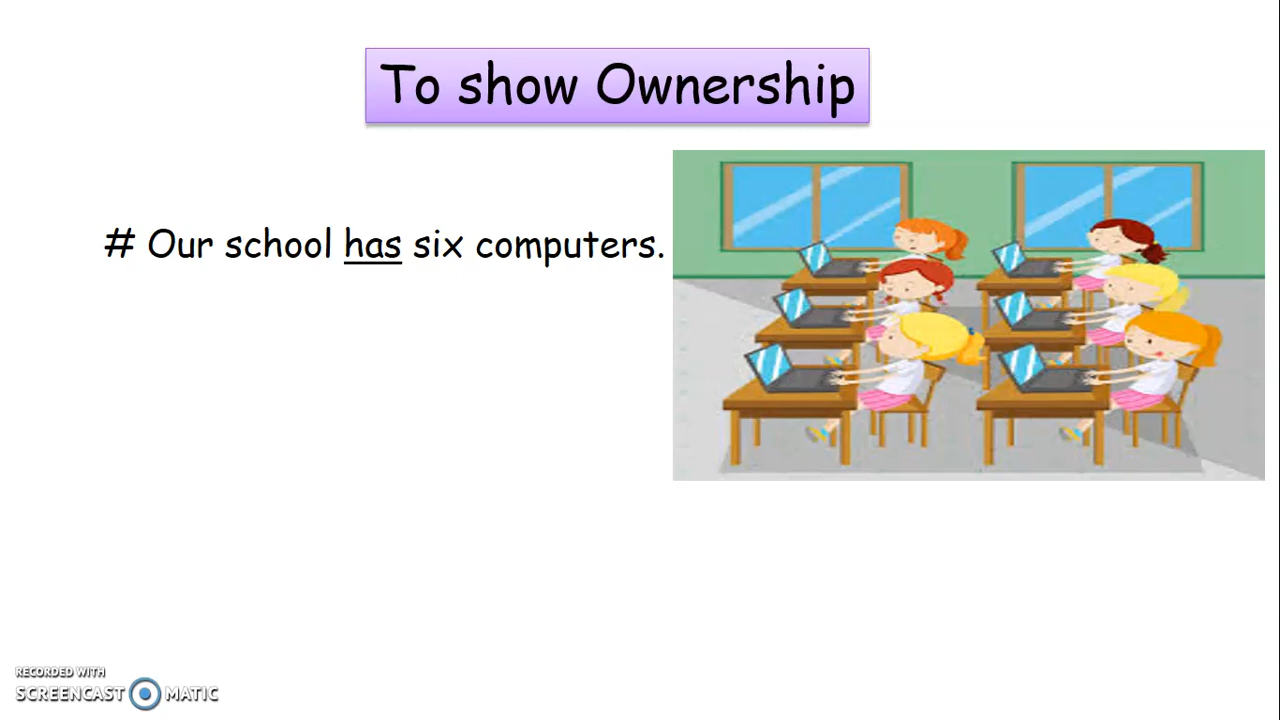 To show Ownership
# Our school has six computers.
RECORDED WITH
SCREENCAST MATIC